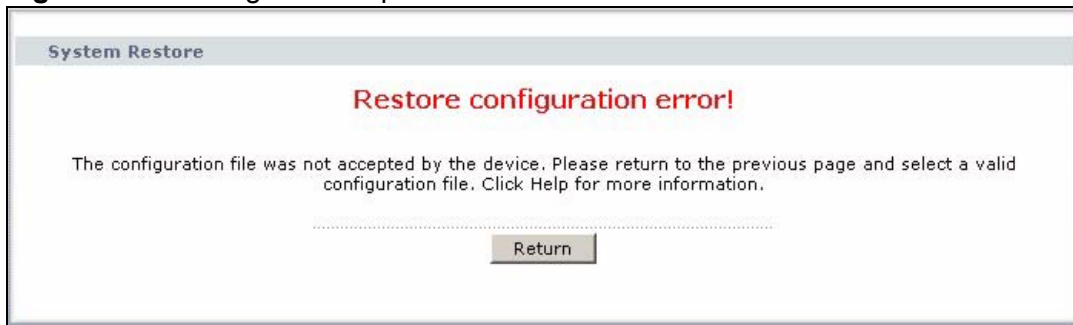 System Restore
Restore configuration error!
The configuration file was not accepted by the device. Please return to the previous page and select a valid
configuration file. Click Help for more information.
Return